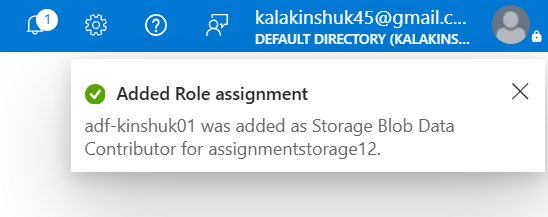 1
kalakinshuk45@gmail.c...
DEFAULT DIRECTORY (KALAKINS...
Added Role assignment
adf-kinshuk01 was added as Storage Blob Data
Contributor for assignmentstorage12.